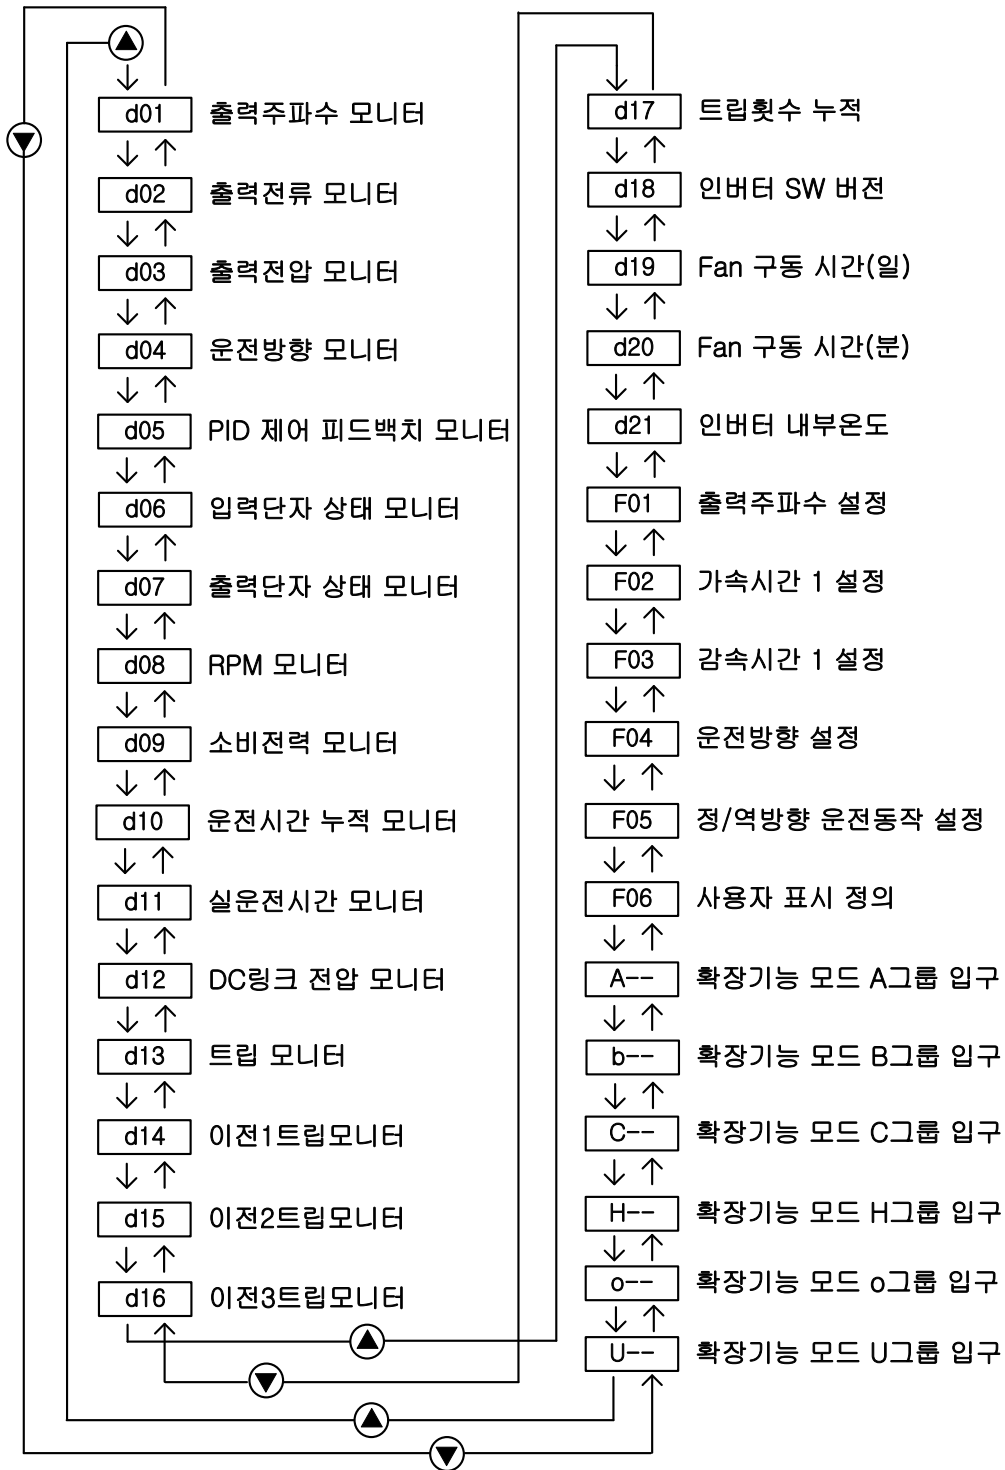 d01 출력주파수 모니터
d02 출력전류 모니터
d03 출력전압 모니터
d04 운전방향 모니터
d05 PID 제어 피드백치 모니터
d06 입력단자 상태 모니터
d07 출력단자 상태 모니터
d08 RPM 모니터
d09 소비전력 모니터
d10 운전시간 누적 모니터
d11 실운전시간 모니터
d12 DC링크 전압 모니터
d13 트립 모니터
d14 이전1트립모니터
d15 이전2트립모니터
d16 이전3트립모니터
d17 트립횟수 누적
d18 인버터 SW 버전
d19 Fan 구동 시간(일)
d20 Fan 구동 시간(분)
d21 인버터 내부온도
F01 출력주파수 설정
F02 가속시간 1 설정
F03 감속시간 1 설정
F04 운전방향 설정
F05 정/역방향 운전동작 설정
F06 사용자 표시 정의
A-- 확장기능 모드 A그룹 입구
b-- 확장기능 모드 B그룹 입구
C-- 확장기능 모드 C그룹 입구
H-- 확장기능 모드 H그룹 입구
o-- 확장기능 모드 o그룹 입구
U-- 확장기능 모드 U그룹 입구